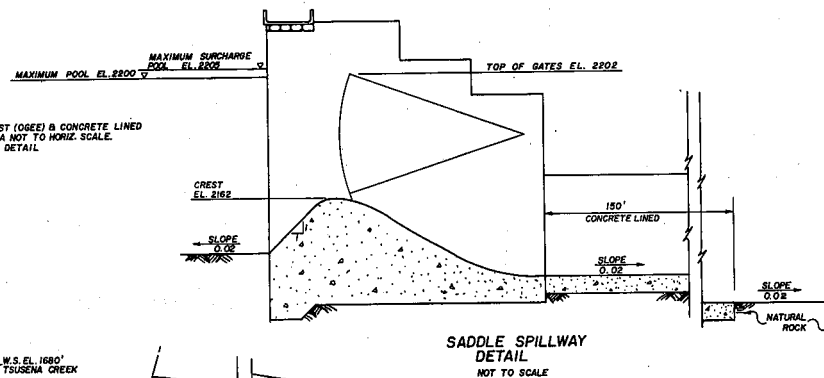 MAXIMUM SURCHARGE
POOL EL. 2205
MAXIMUM POOL EL. 2200
TOP OF GATES EL. 2202
ST (OGEE) & CONCRETE LINED
A NOT TO HORIZ. SCALE.
DETAIL
CREST
EL. 2162
1
1
150'
CONCRETE LINED
SLOPE
0.02
SLOPE
0.02
SLOPE
0.02
NATURAL
ROCK
SADDLE SPILLWAY
DETAIL
NOT TO SCALE
W.S. EL. 1680'
TSUSENA CREEK